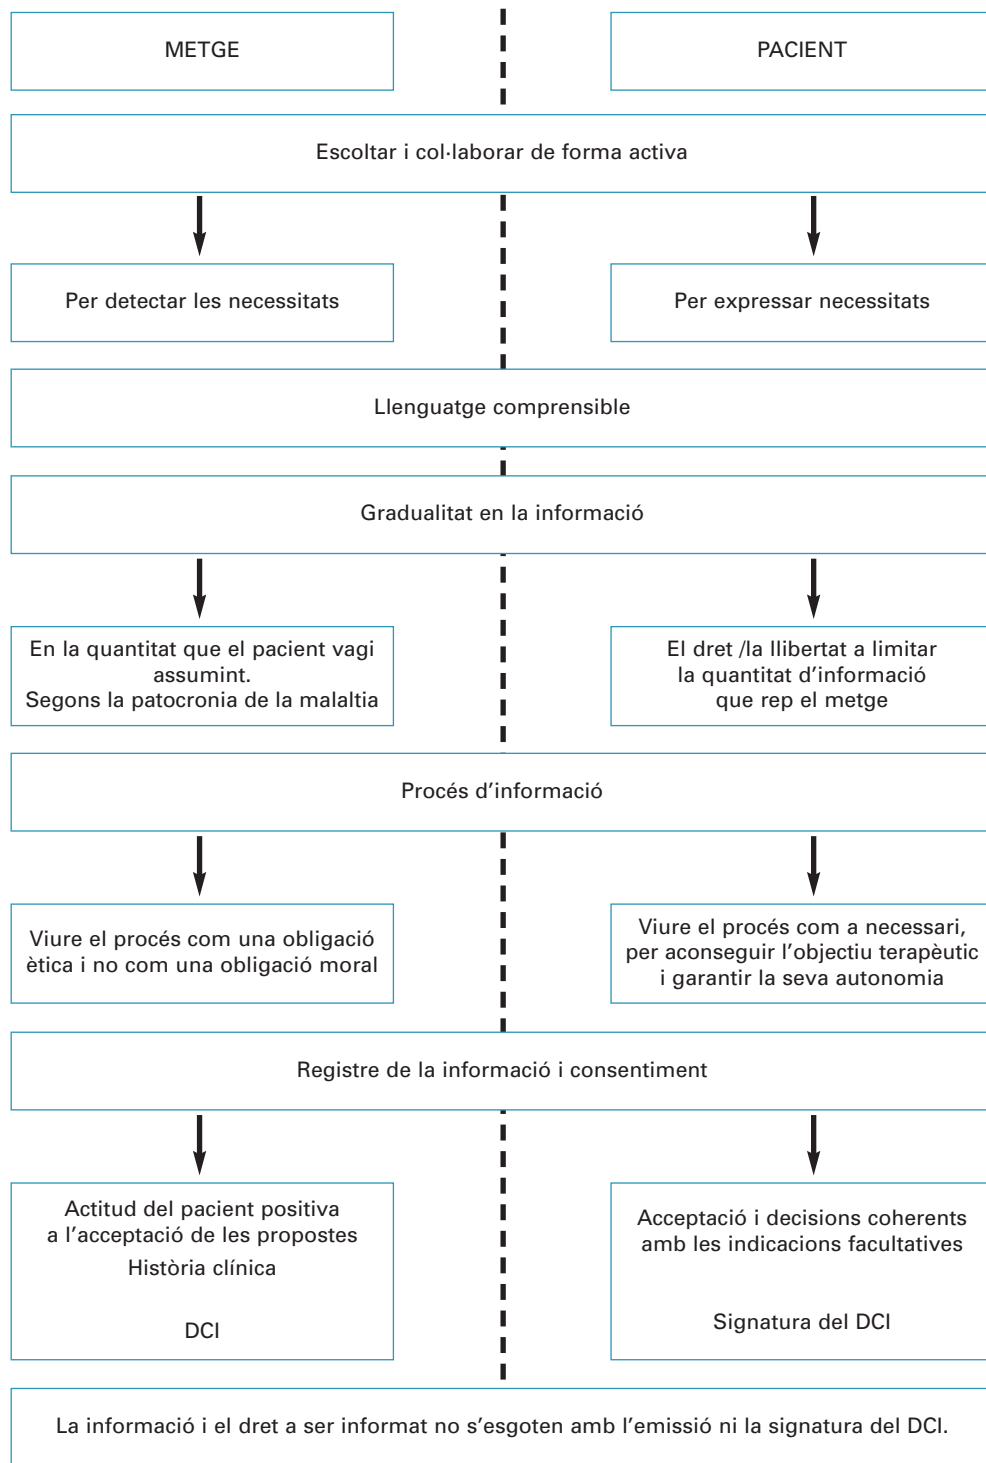 METGE
PACIENT
Escoltar i col·laborar de forma activa
Per detectar les necessitats
Per expressar necessitats
Llenguatge comprensible
Gradualitat en la informació
En la quantitat que el pacient vagi
assumint.
Segons la patocronia de la malaltia
El dret /la llibertat a limitar
la quantitat d’informació
que rep el metge
Procés d’informació
Viure el procés com una obligació
ètica i no com una obligació moral
Viure el procés com a necessari,
per aconseguir l’objectiu terapèutic
i garantir la seva autonomia
Registre de la informació i consentiment
Actitud del pacient positiva
a l’acceptació de les propostes
Història clínica
DCI
Acceptació i decisions coherents
amb les indicacions facultatives
Signatura del DCI
La informació i el dret a ser informat no s’esgoten amb l’emissió ni la signatura del DCI.